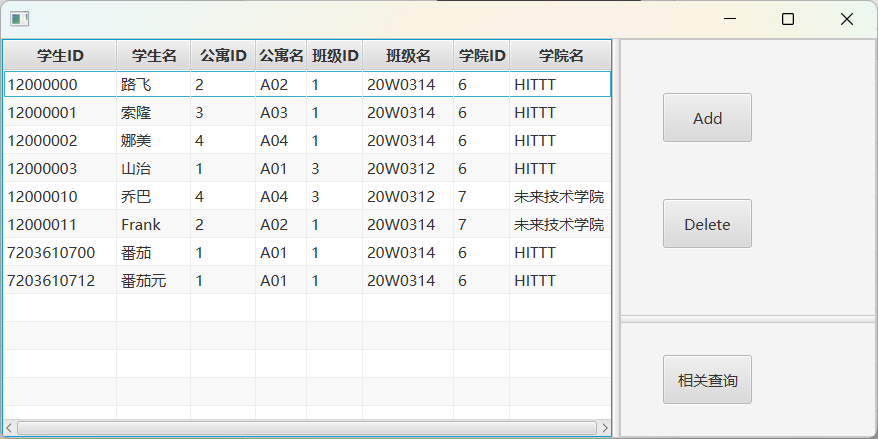 学生ID 学生名 公寓ID 公寓名 班级ID 班级名 学院ID 学院名
12000000 路飞 2 A02 1 20W0314 6 HITTT
12000001 索隆 3 A03 1 20W0314 6 HITTT
12000002 娜美 4 A04 1 20W0314 6 HITTT
12000003 山治 1 A01 3 20W0312 6 HITTT
12000010 乔巴 4 A04 3 20W0312 7 未来技术学院
12000011 Frank 2 A02 1 20W0314 7 未来技术学院
7203610700 番茄 1 A01 1 20W0314 6 HITTT
7203610712 番茄元 1 A01 1 20W0314 6 HITTT
Add
Delete
相关查询